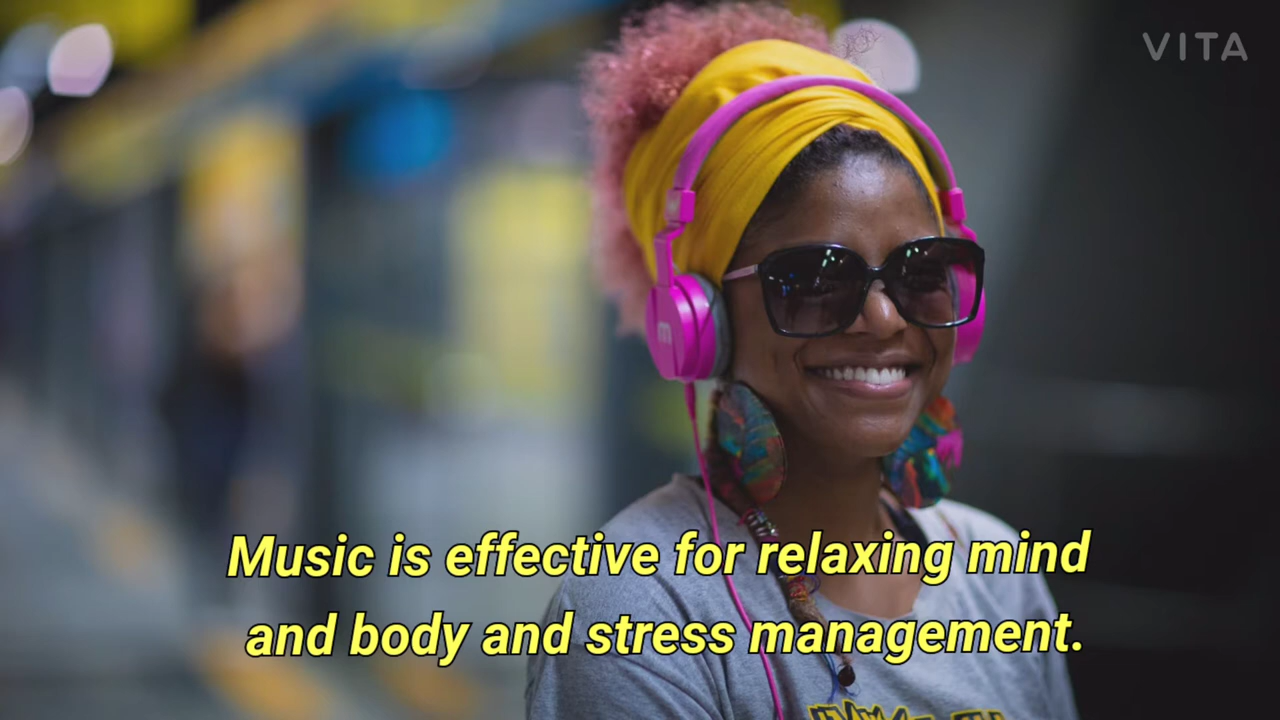 VITA
Music is effective for relaxing mind
and body and stress management.